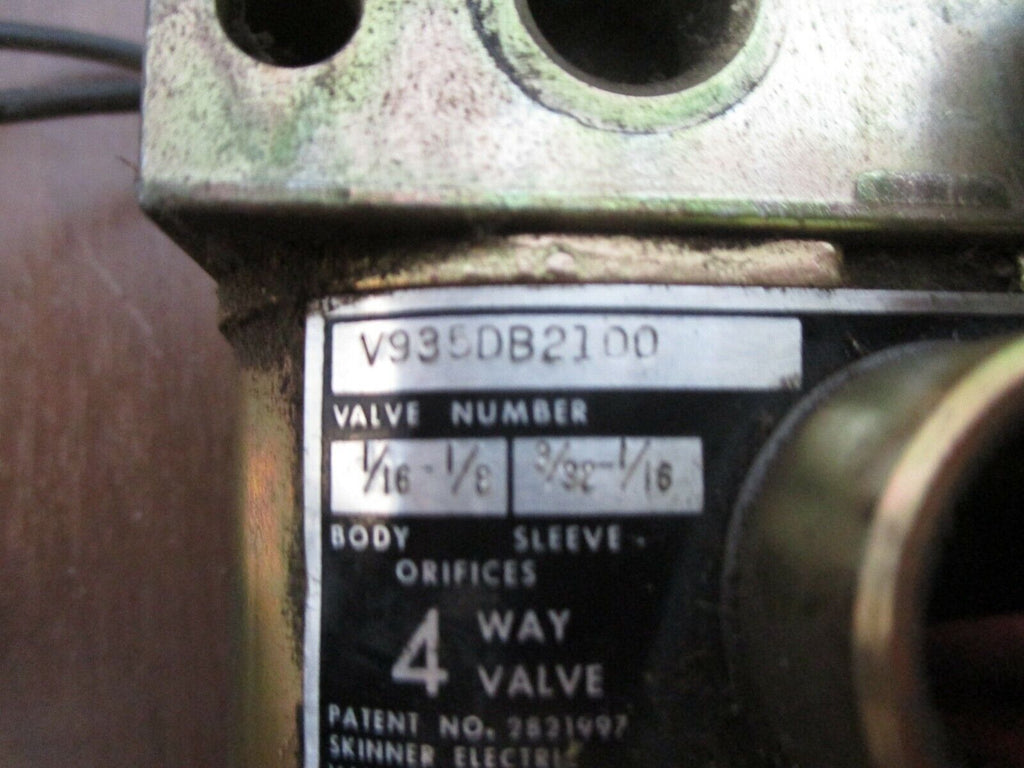 V935DB2100
VALVE NUMBER
1/16 - 1/8 3/32-1/16
BODY SLEEVE
ORIFICES
4 WAY
VALVE
PATENT NO. 2821997
SKINNER ELECTRIC